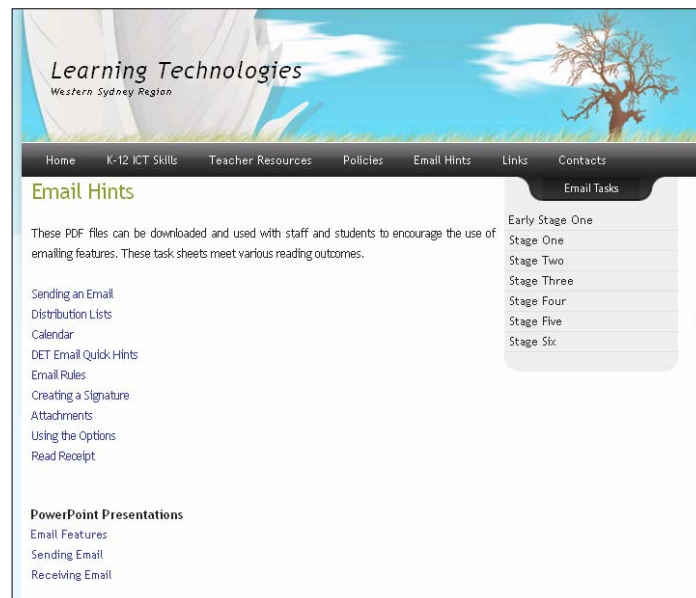 Learning Technologies
Western Sydney Region
Home K-12 ICT Skills Teacher Resources Policies Email Hints Links Contacts
Email Hints
These PDF files can be downloaded and used with staff and students to encourage the use of
emailing features. These task sheets meet various reading outcomes.
Sending an Email
Distribution Lists
Calendar
DET Email Quick Hints
Email Rules
Creating a Signature
Attachments
Using the Options
Read Receipt
PowerPoint Presentations
Email Features
Sending Email
Receiving Email
Email Tasks
Early Stage One
Stage One
Stage Two
Stage Three
Stage Four
Stage Five
Stage Six